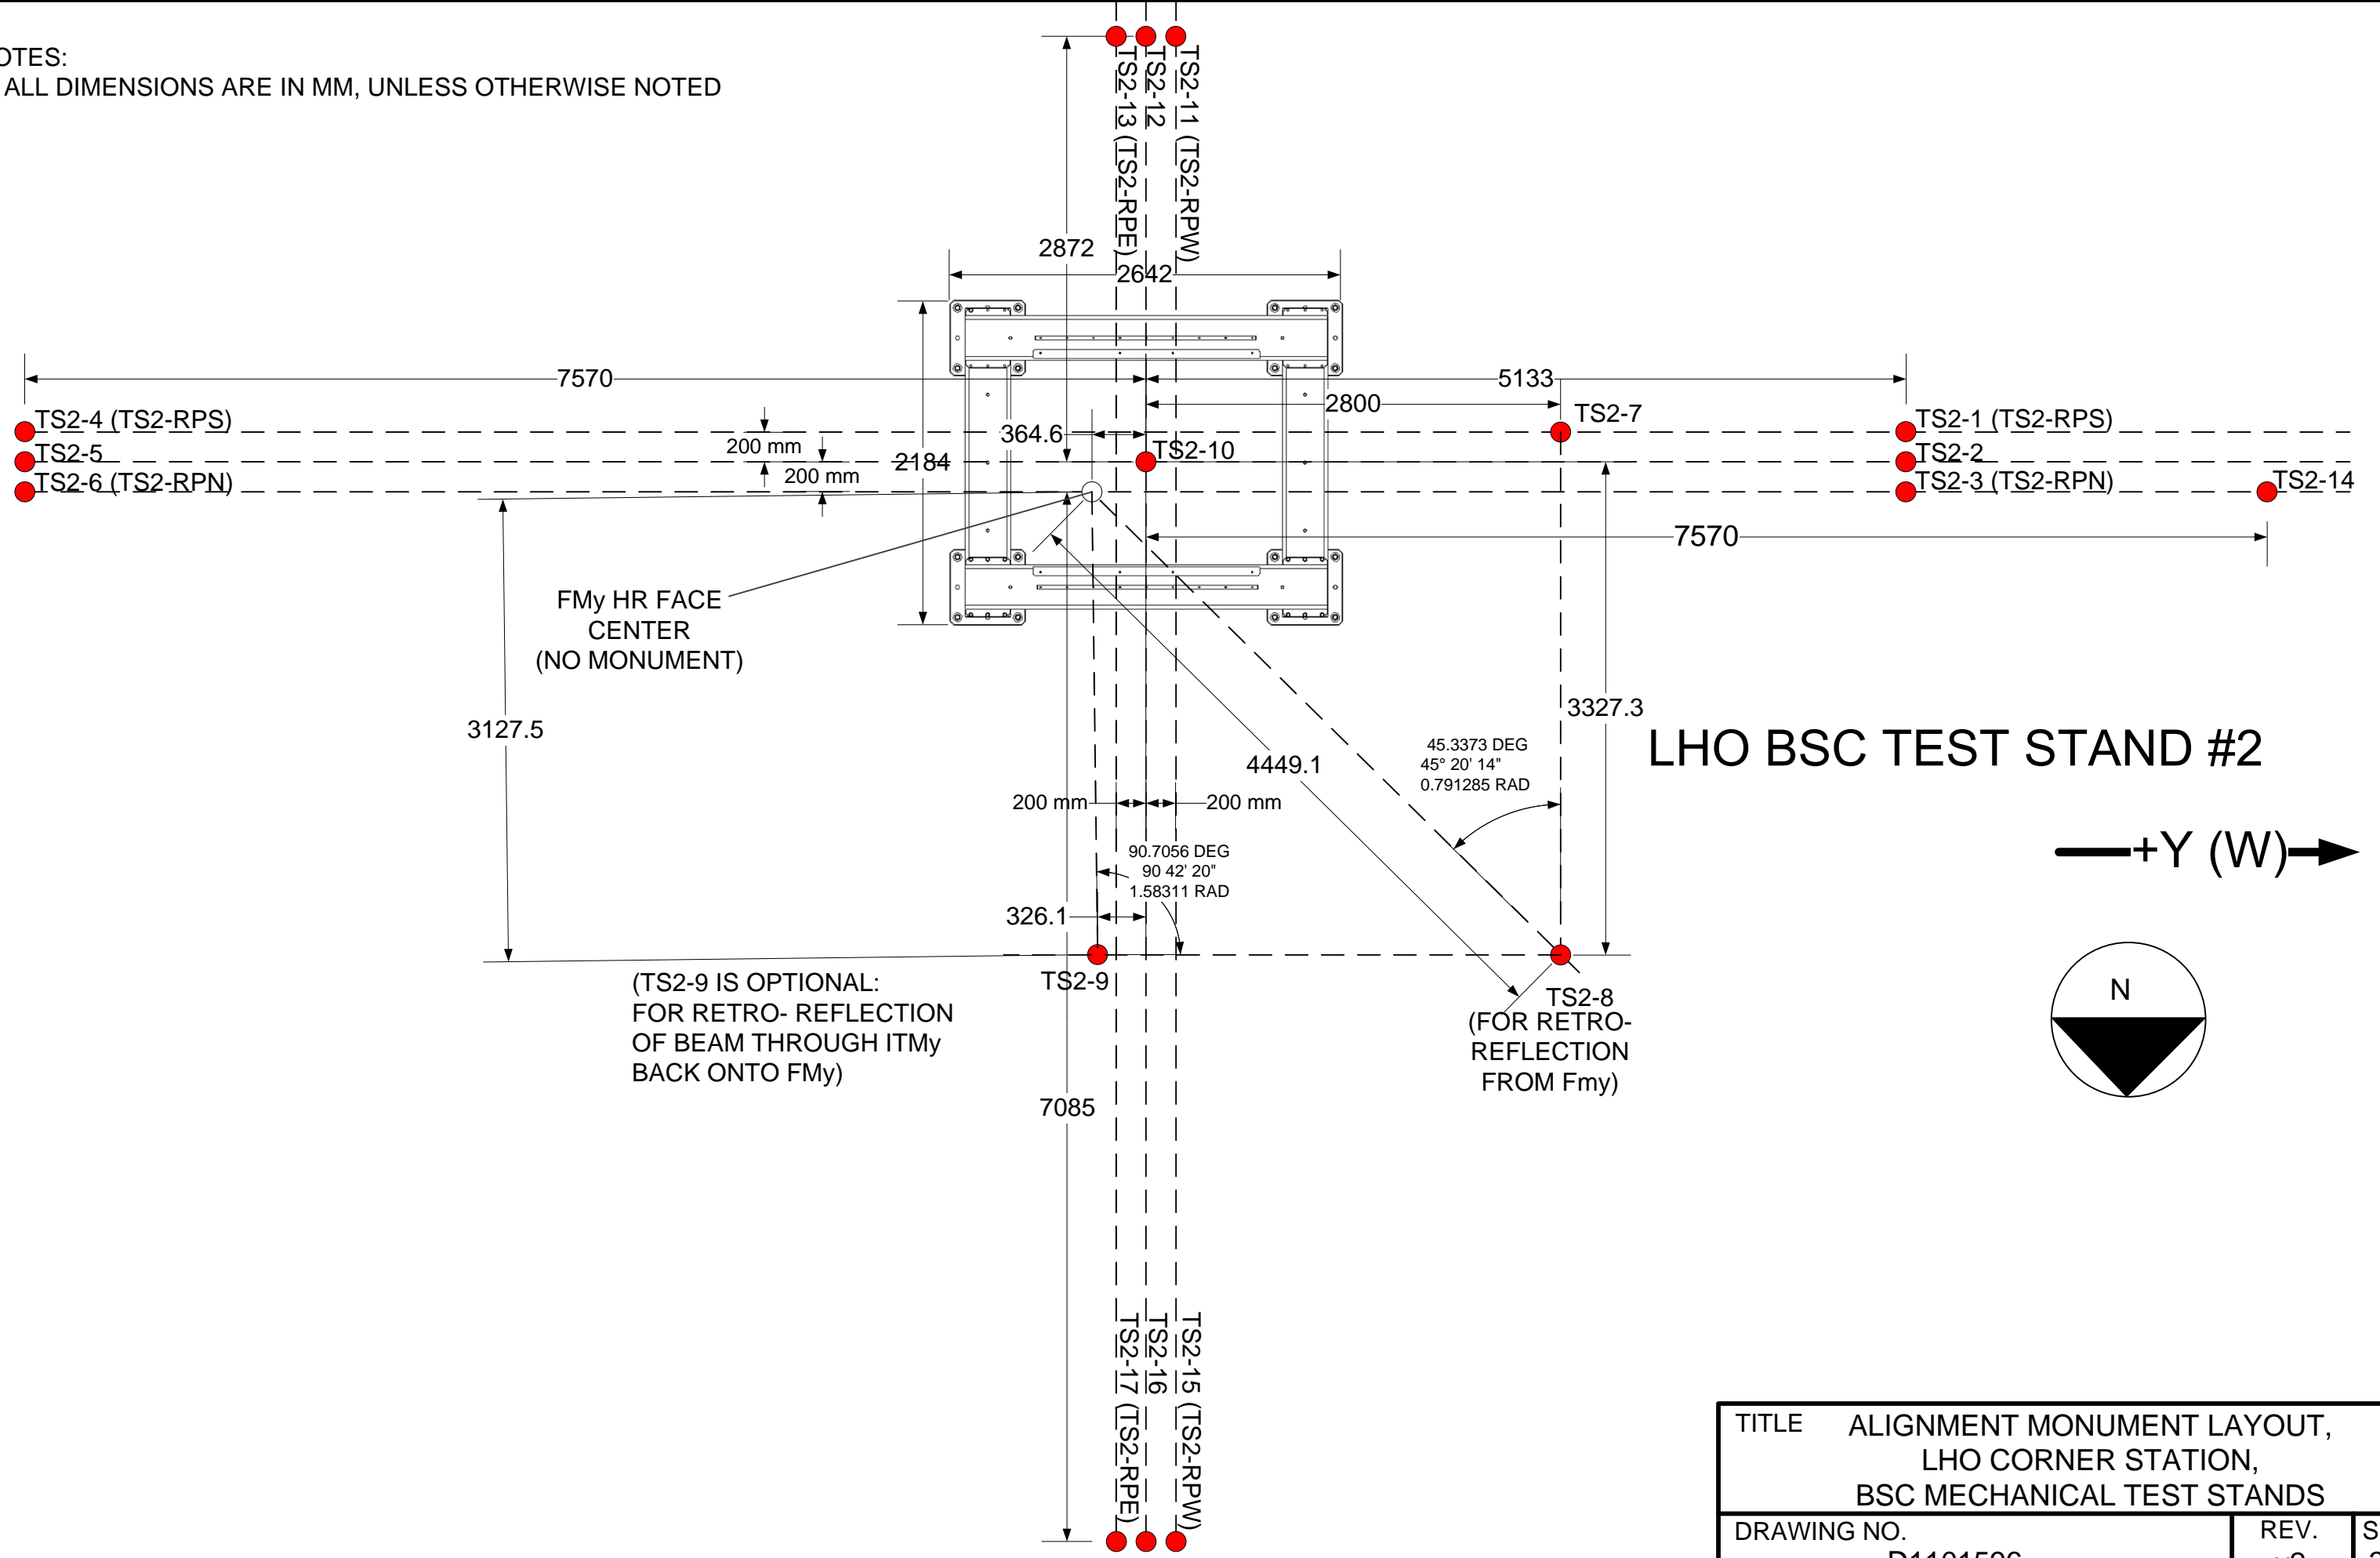 OTES:
ALL DIMENSIONS ARE IN MM, UNLESS OTHERWISE NOTED
TS2-13 (TS2-RPE)
TS2-12
TS2-11 (TS2-RPW)
2872
2642
7570
5133
2800
TS2-4 (TS2-RPS)
TS2-5
TS2-6 (TS2-RPN)
200 mm
200 mm
364.6
2184
TS2-10
TS2-7
TS2-1 (TS2-RPS)
TS2-2
TS2-3 (TS2-RPN)
TS2-14
7570
FMy HR FACE
CENTER
(NO MONUMENT)
3127.5
3327.3
4449.1
45.3373 DEG
45° 20' 14"
0.791285 RAD
LHO BSC TEST STAND #2
+Y (W)
200 mm
200 mm
90.7056 DEG
90 42' 20"
1.58311 RAD
326.1
TS2-9
(TS2-9 IS OPTIONAL:
FOR RETRO- REFLECTION
OF BEAM THROUGH ITMy
BACK ONTO FMy)
TS2-8
(FOR RETRO-
REFLECTION
FROM Fmy)
N
7085
TS2-17 (TS2-RPE)
TS2-16
TS2-15 (TS2-RPW)
TITLE
ALIGNMENT MONUMENT LAYOUT,
LHO CORNER STATION,
BSC MECHANICAL TEST STANDS
DRAWING NO.
REV.
S